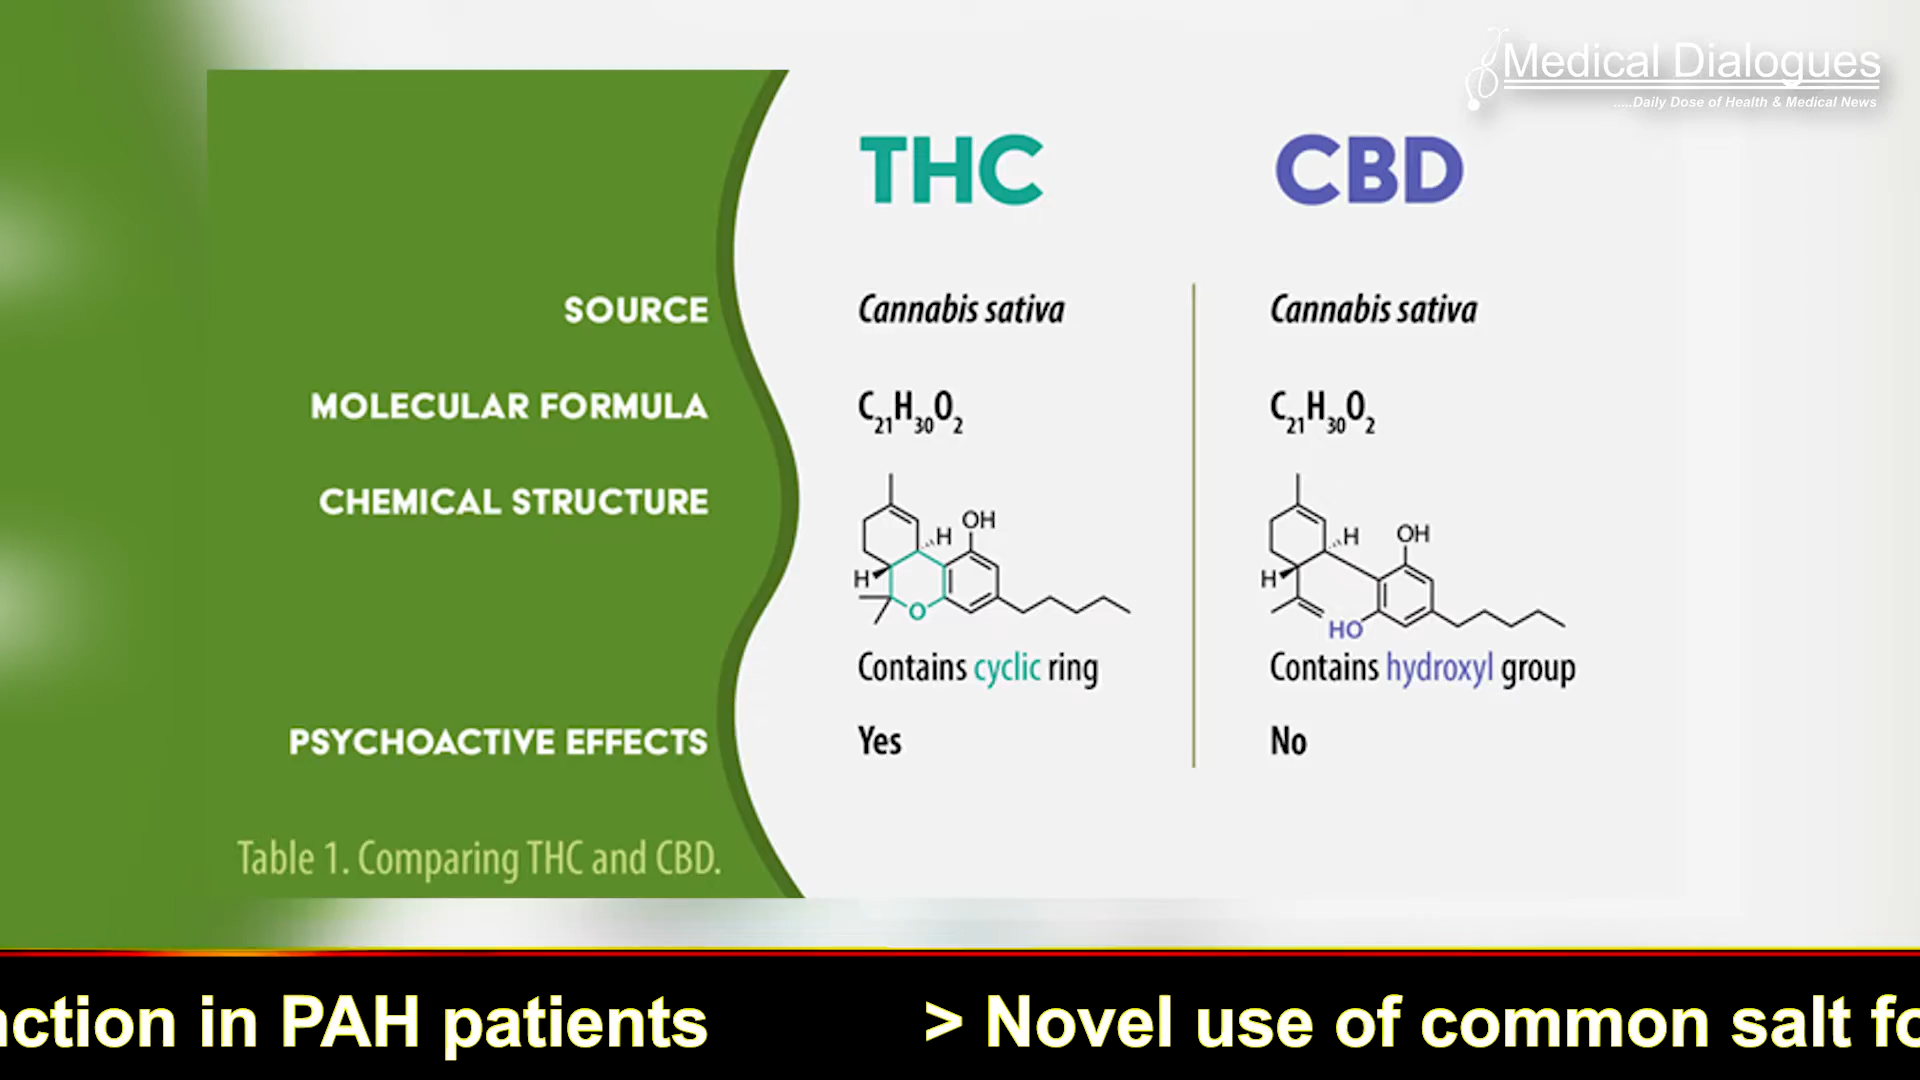 Medical Dialogues
.....Daily Dose of Health & Medical News
THC CBD
SOURCE Cannabis sativa Cannabis sativa
MOLECULAR FORMULA C₂₁H₃₀O₂ C₂₁H₃₀O₂
CHEMICAL STRUCTURE
H OH H OH
H H
O HO
Contains cyclic ring Contains hydroxyl group
PSYCHOACTIVE EFFECTS Yes No
Table 1. Comparing THC and CBD.
in PAH patients > Novel use of common salt